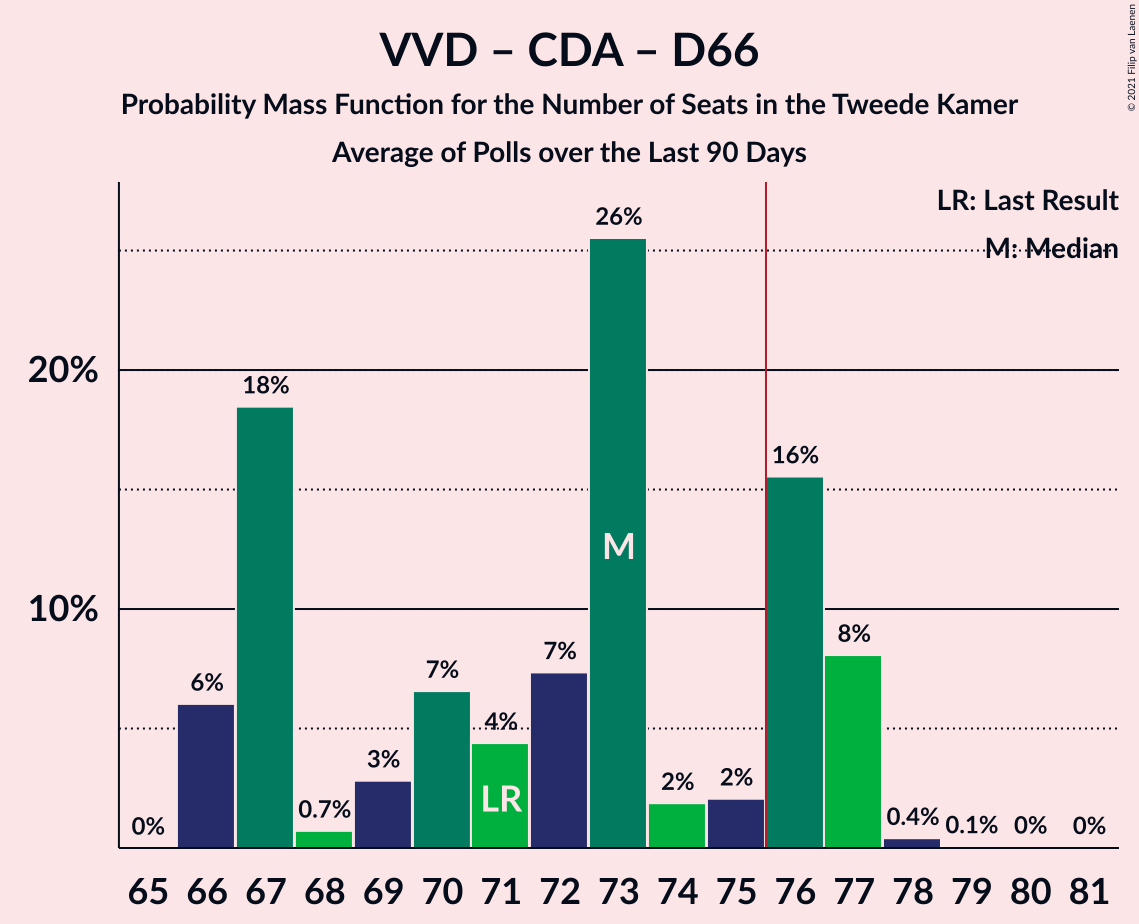 VVD – CDA – D66
Probability Mass Function for the Number of Seats in the Tweede Kamer
Average of Polls over the Last 90 Days
© 2021 Filip van Laenen
LR: Last Result
M: Median
20%
10%
0%
6%
18%
0.7%
3%
7%
4%
7%
26%
2%
2%
16%
8%
0.4%
0.1%
0%
0%
M
LR
65 66 67 68 69 70 71 72 73 74 75 76 77 78 79 80 81